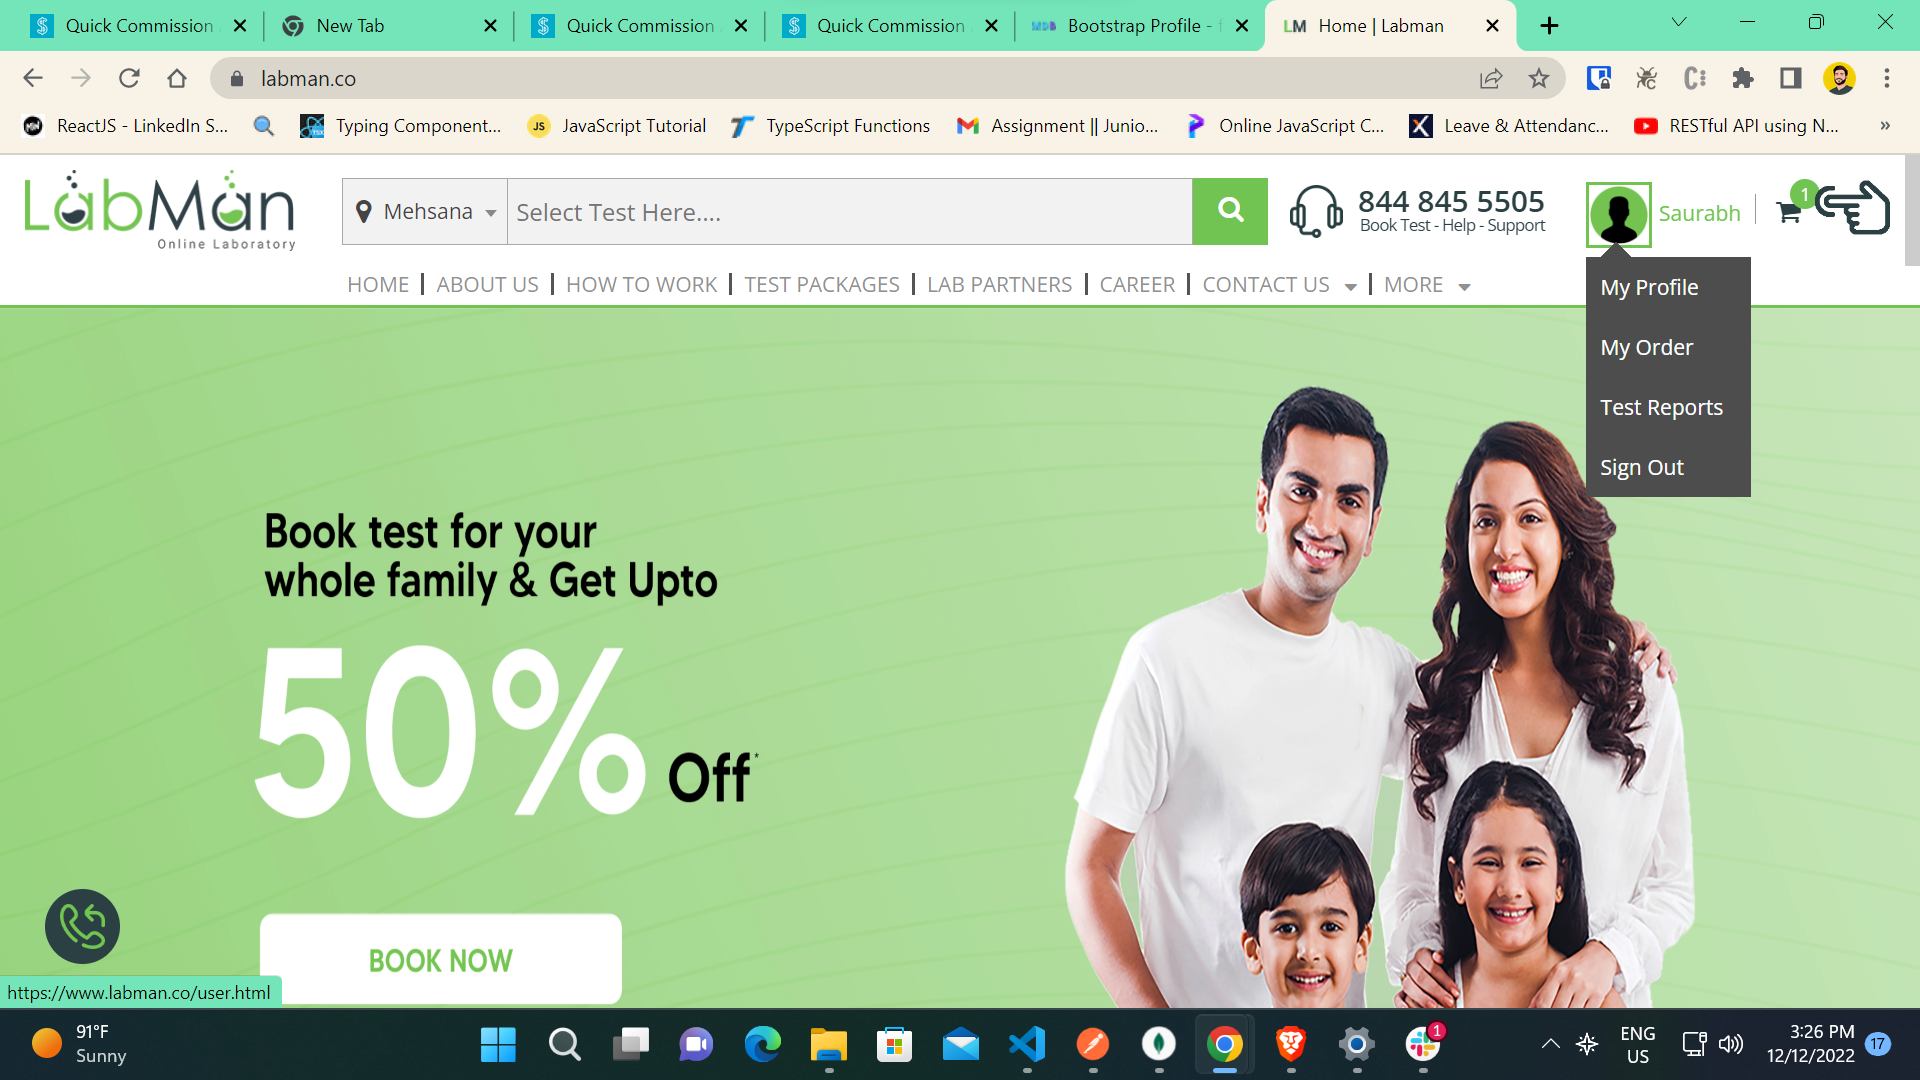 Quick Commission
New Tab
Quick Commission
Quick Commission
MDB
Bootstrap Profile - f
LM
Home | Labman
labman.co
ReactJS - LinkedIn S...
Typing Component...
JS
JavaScript Tutorial
TypeScript Functions
Assignment || Junio...
Online JavaScript C...
Leave & Attendanc...
RESTful API using N...
»
LabMan
Online Laboratory
Mehsana
Select Test Here....
844 845 5505
Book Test - Help - Support
Saurabh
1
HOME
ABOUT US
HOW TO WORK
TEST PACKAGES
LAB PARTNERS
CAREER
CONTACT US
MORE
My Profile
My Order
Test Reports
Sign Out
Book test for your
whole family & Get Upto
50%
Off*
BOOK NOW
https://www.labman.co/user.html
91°F
Sunny
1
ENG
US
3:26 PM
12/12/2022
17